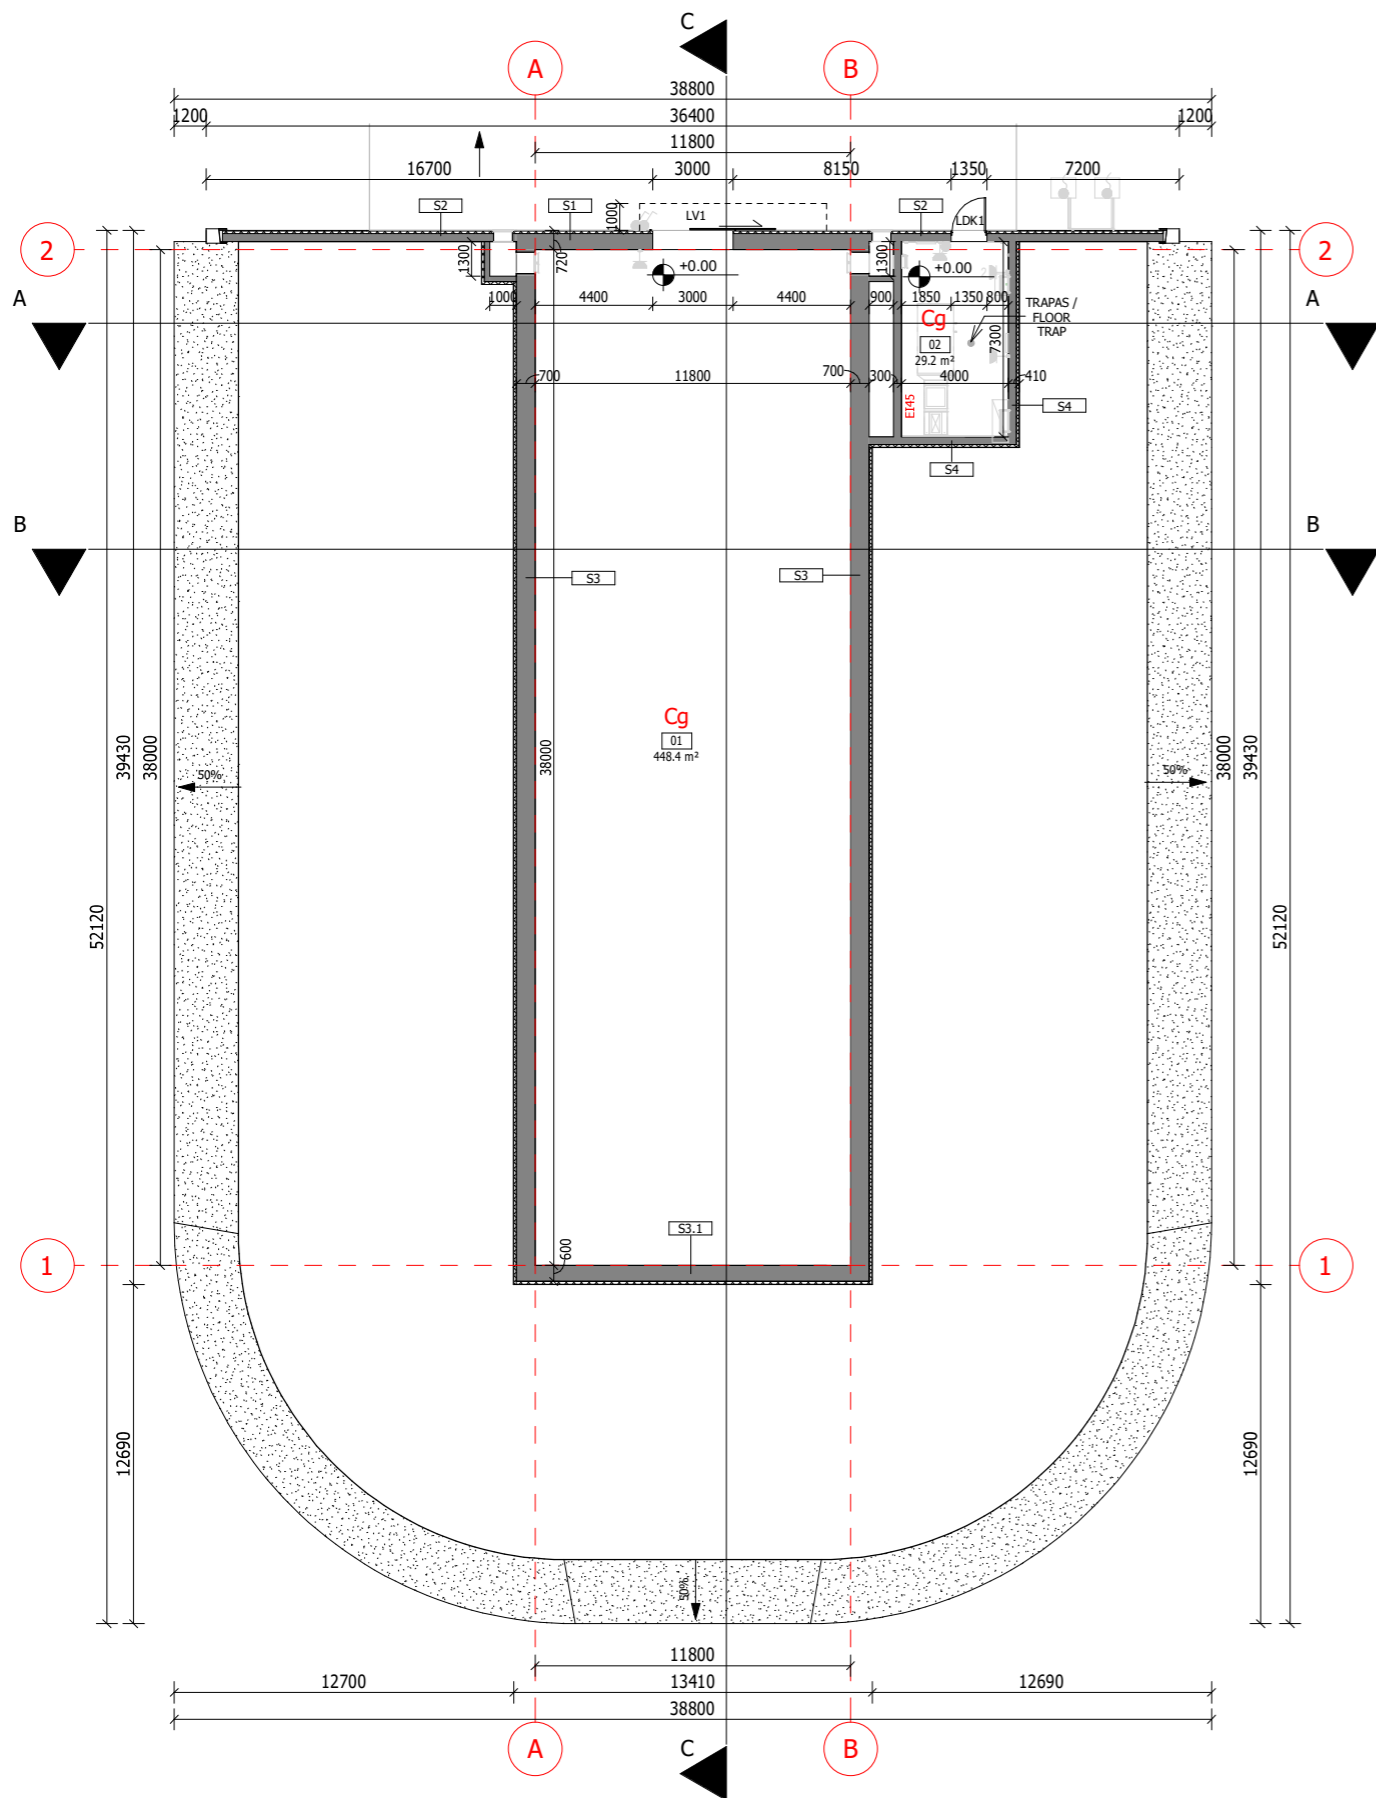 C
A
B
38800
1200
36400
1200
11800
16700
3000
8150
1350
7200
S2
S1
1000
LV1
S2
LDK1
2
2
1300
720
+0.00
1300
+0.00
A
1000
4400
3000
4400
900
1850
1350
800
TRAPAS /
FLOOR
TRAP
A
Cg
02
29.2 m²
7300
700
11800
700
300
4000
410
EI45
S4
S4
B
B
S3
S3
Cg
01
448.4 m²
38000
39430
38000
50%
50%
38000
39430
52120
52120
S3.1
600
1
1
12690
12690
50%
11800
12700
13410
12690
38800
A
C
B